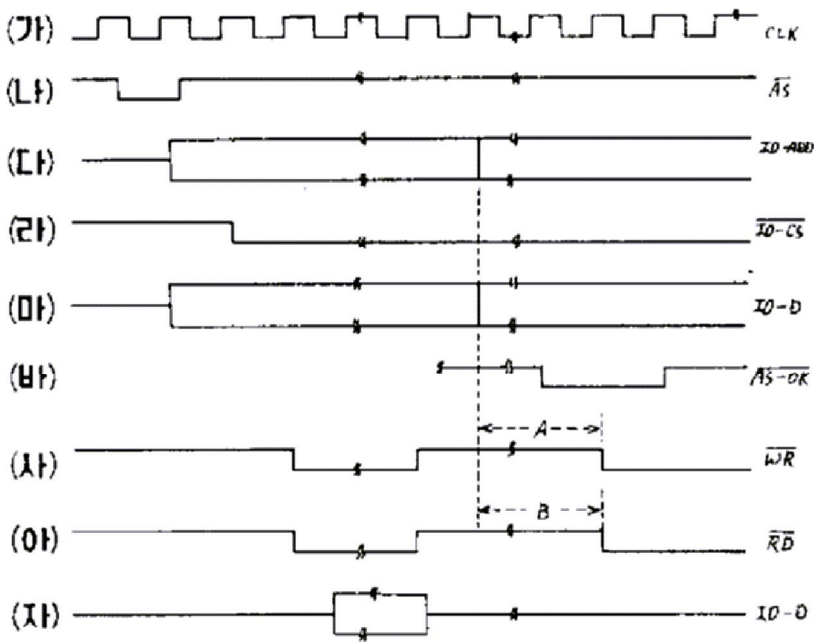 (가) CLK
(나) AS
(다) IO-ADD
(라) IO-CS
(마) IO-D
(바) AS-OK
A
(사) WR
B
(아) RD
(자) IO-D